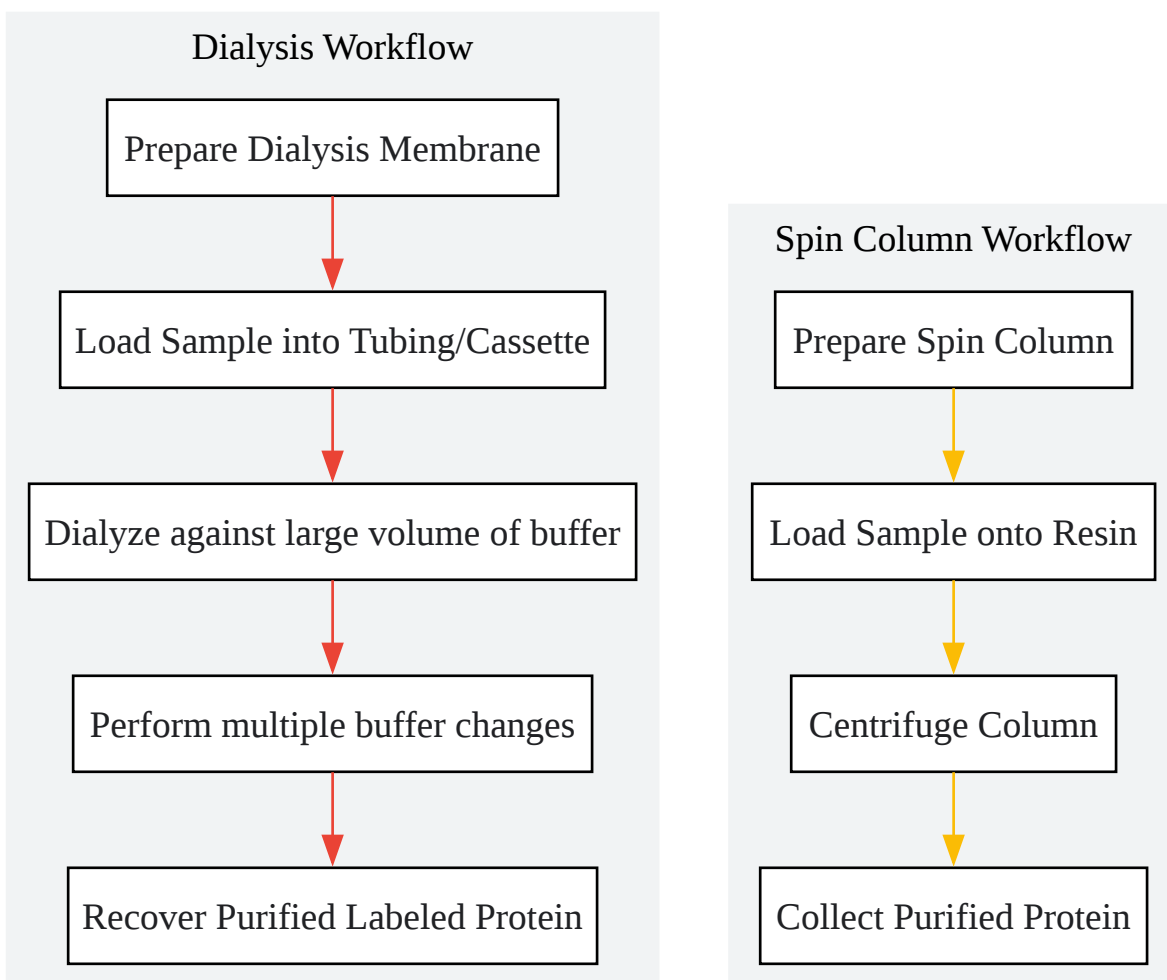 Dialysis Workflow
Prepare Dialysis Membrane
Load Sample into Tubing/Cassette
Dialyze against large volume of buffer
Perform multiple buffer changes
Recover Purified Labeled Protein
Spin Column Workflow
Prepare Spin Column
Load Sample onto Resin
Centrifuge Column
Collect Purified Protein